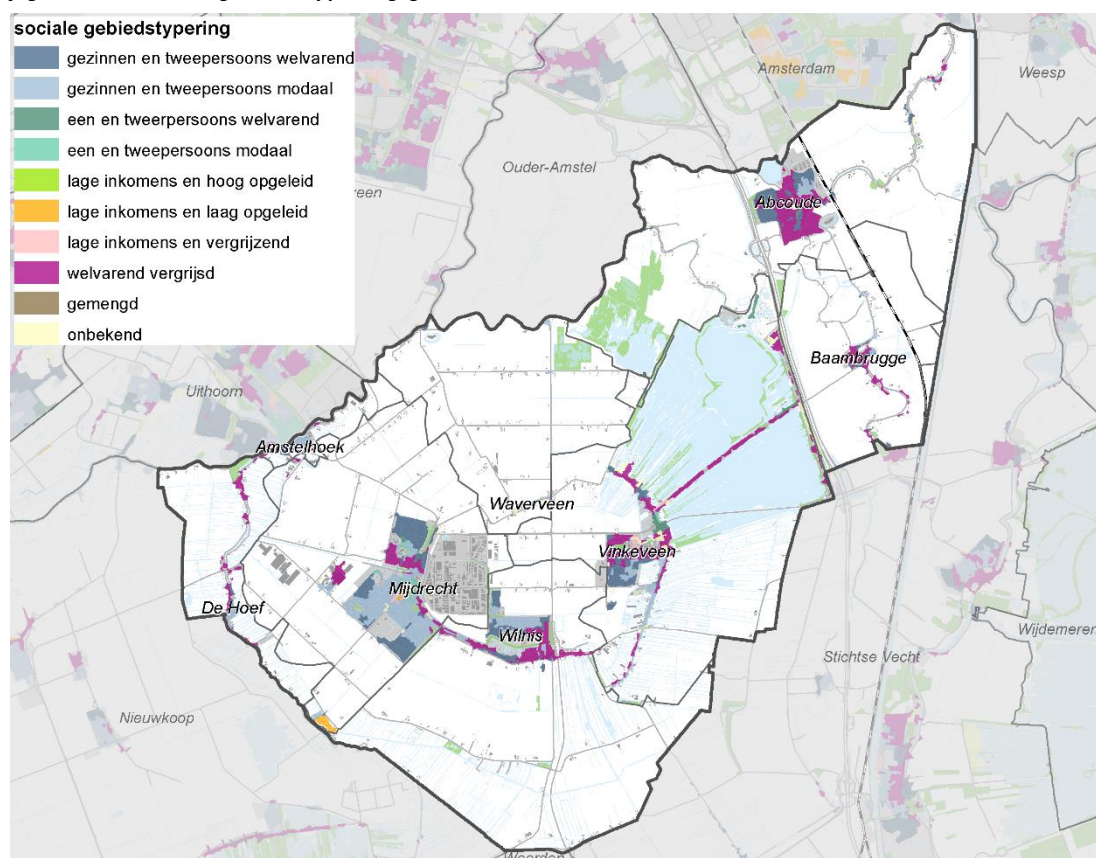 sociale gebiedstypering
gezinnen en tweepersoons welvarend
gezinnen en tweepersoons modaal
een en tweerpersoons welvarend
een en tweepersoons modaal
lage inkomens en hoog opgeleid
lage inkomens en laag opgeleid
lage inkomens en vergrijzend
welvarend vergrijsd
gemengd
onbekend
Amsterdam
Weesp
Ouder-Amstel
Abcoude
Baambrugge
Uithoorn
Amstelhoek
Waverveen
Vinkeveen
Mijdrecht
De Hoef
Wilnis
Wijdemeren
Stichtse Vecht
Nieuwkoop